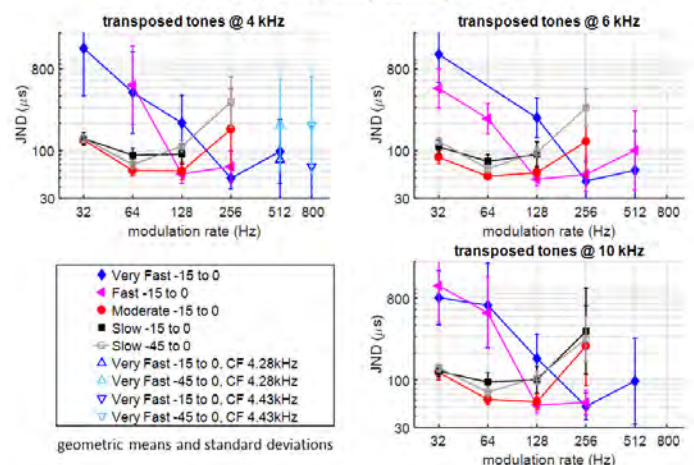 transposed tones @ 4 kHz
JND (μs)
800
100
30
32 64 128 256 512 800
modulation rate (Hz)
transposed tones @ 6 kHz
JND (μs)
800
100
30
32 64 128 256 512 800
modulation rate (Hz)
Very Fast -15 to 0
Fast -15 to 0
Moderate -15 to 0
Slow -15 to 0
Slow -45 to 0
Very Fast -15 to 0, CF 4.28kHz
Very Fast -45 to 0, CF 4.28kHz
Very Fast -15 to 0, CF 4.43kHz
Very Fast -45 to 0, CF 4.43kHz
geometric means and standard deviations
transposed tones @ 10 kHz
JND (μs)
800
100
30
32 64 128 256 512 800
modulation rate (Hz)